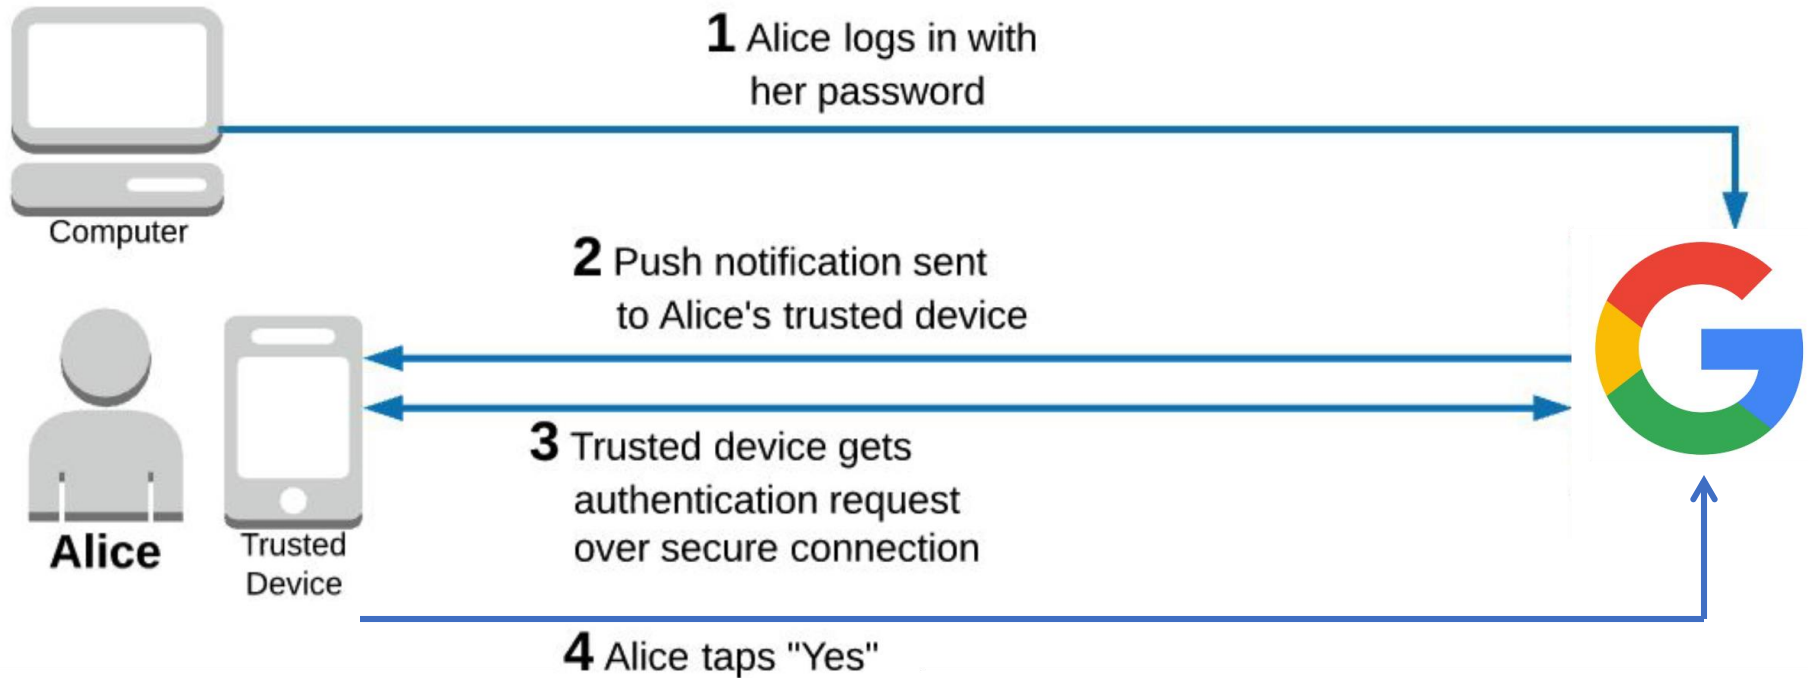 1 Alice logs in with
her password
Computer
2 Push notification sent
to Alice's trusted device
3 Trusted device gets
authentication request
over secure connection
Alice
Trusted
Device
4 Alice taps "Yes"